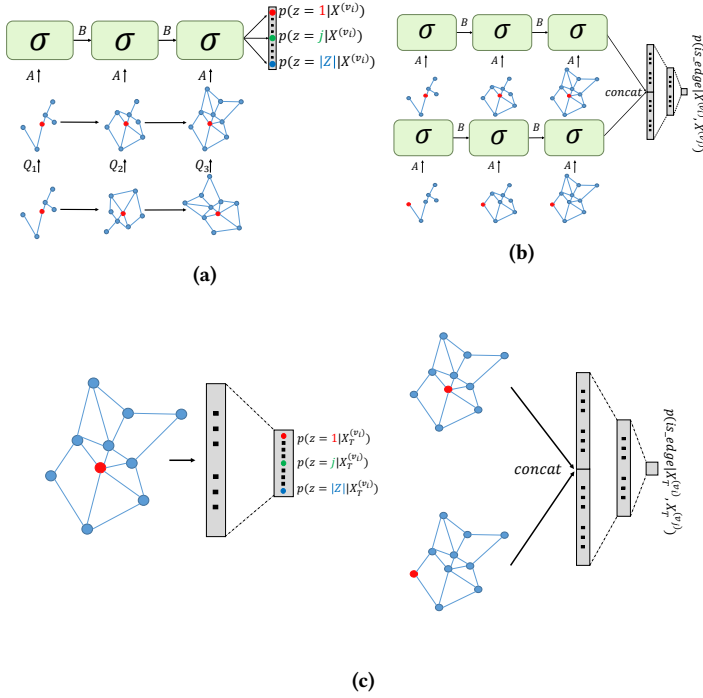 σ B σ B σ
p(z = 1|X^(v_i))
p(z = j|X^(v_i))
p(z = |Z||X^(v_i))
A A A
Q_1 Q_2 Q_3
(a)
σ B σ B σ
A A A
concat
p(is_edge|X^(v_i), X^(v_j))
σ B σ B σ
A A A
(b)
p(z = 1|X_T^(v_i))
p(z = j|X_T^(v_i))
p(z = |Z||X_T^(v_i))
concat
p(is_edge|X_T^(v_i), X_T^(v_j))
(c)